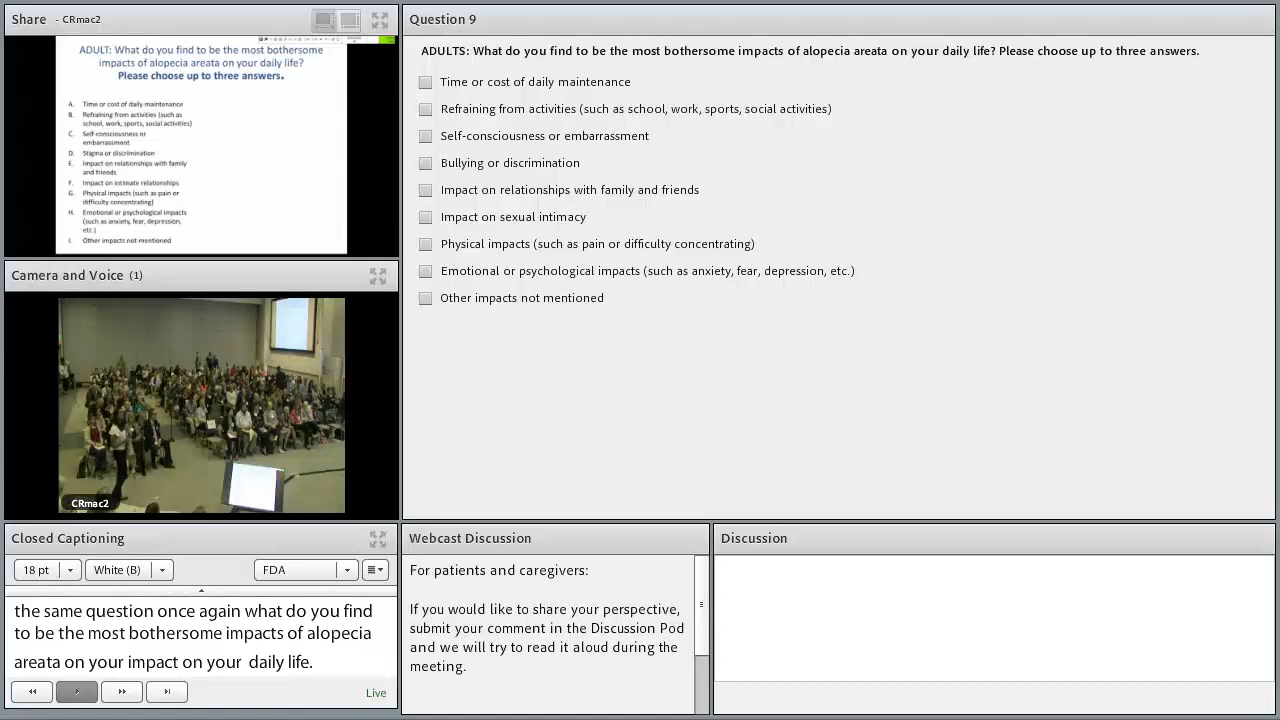 Share - CRmac2
ADULT: What do you find to be the most bothersome
impacts of alopecia areata on your daily life?
Please choose up to three answers.
A. Time or cost of daily maintenance
B. Refraining from activities (such as
school, work, sports, social activities)
C. Self-consciousness or
embarrassment
D. Stigma or discrimination
E. Impact on relationships with family
and friends
F. Impact on intimate relationships
G. Physical impacts (such as pain or
difficulty concentrating)
H. Emotional or psychological impacts
(such as anxiety, fear, depression,
etc.)
I. Other impacts not mentioned
Camera and Voice (1)
CRmac2
Closed Captioning
18 pt White (B) FDA
the same question once again what do you find
to be the most bothersome impacts of alopecia
areata on your impact on your daily life.
Live
Question 9
ADULTS: What do you find to be the most bothersome impacts of alopecia areata on your daily life? Please choose up to three answers.
Time or cost of daily maintenance
Refraining from activities (such as school, work, sports, social activities)
Self-consciousness or embarrassment
Bullying or discrimination
Impact on relationships with family and friends
Impact on sexual intimacy
Physical impacts (such as pain or difficulty concentrating)
Emotional or psychological impacts (such as anxiety, fear, depression, etc.)
Other impacts not mentioned
Webcast Discussion
For patients and caregivers:
If you would like to share your perspective,
submit your comment in the Discussion Pod
and we will try to read it aloud during the
meeting.
Discussion